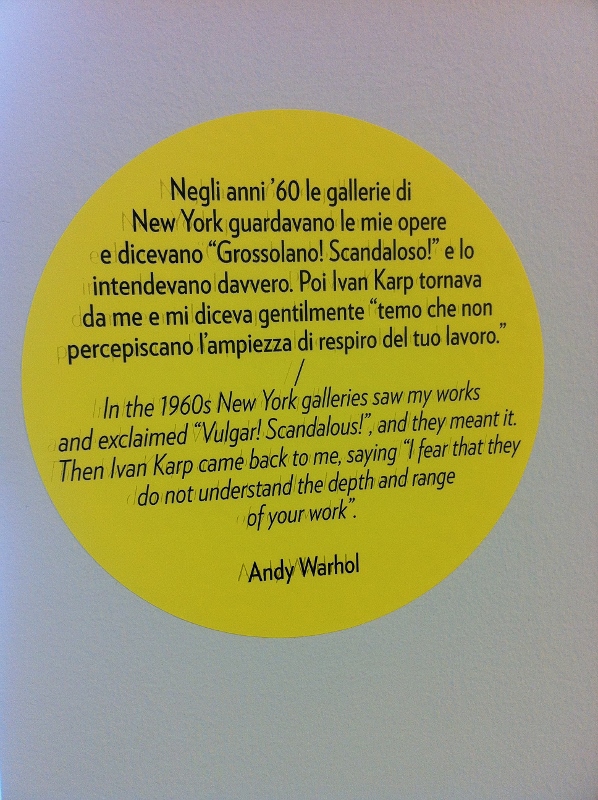 Negli anni ’60 le gallerie di
New York guardavano le mie opere
e dicevano “Grossolano! Scandaloso!” e lo
intendevano davvero. Poi Ivan Karp tornava
da me e mi diceva gentilmente “temo che non
percepiscano l’ampiezza di respiro del tuo lavoro.”
/
In the 1960s New York galleries saw my works
and exclaimed “Vulgar! Scandalous!”, and they meant it.
Then Ivan Karp came back to me, saying “I fear that they
do not understand the depth and range
of your work”.
Andy Warhol